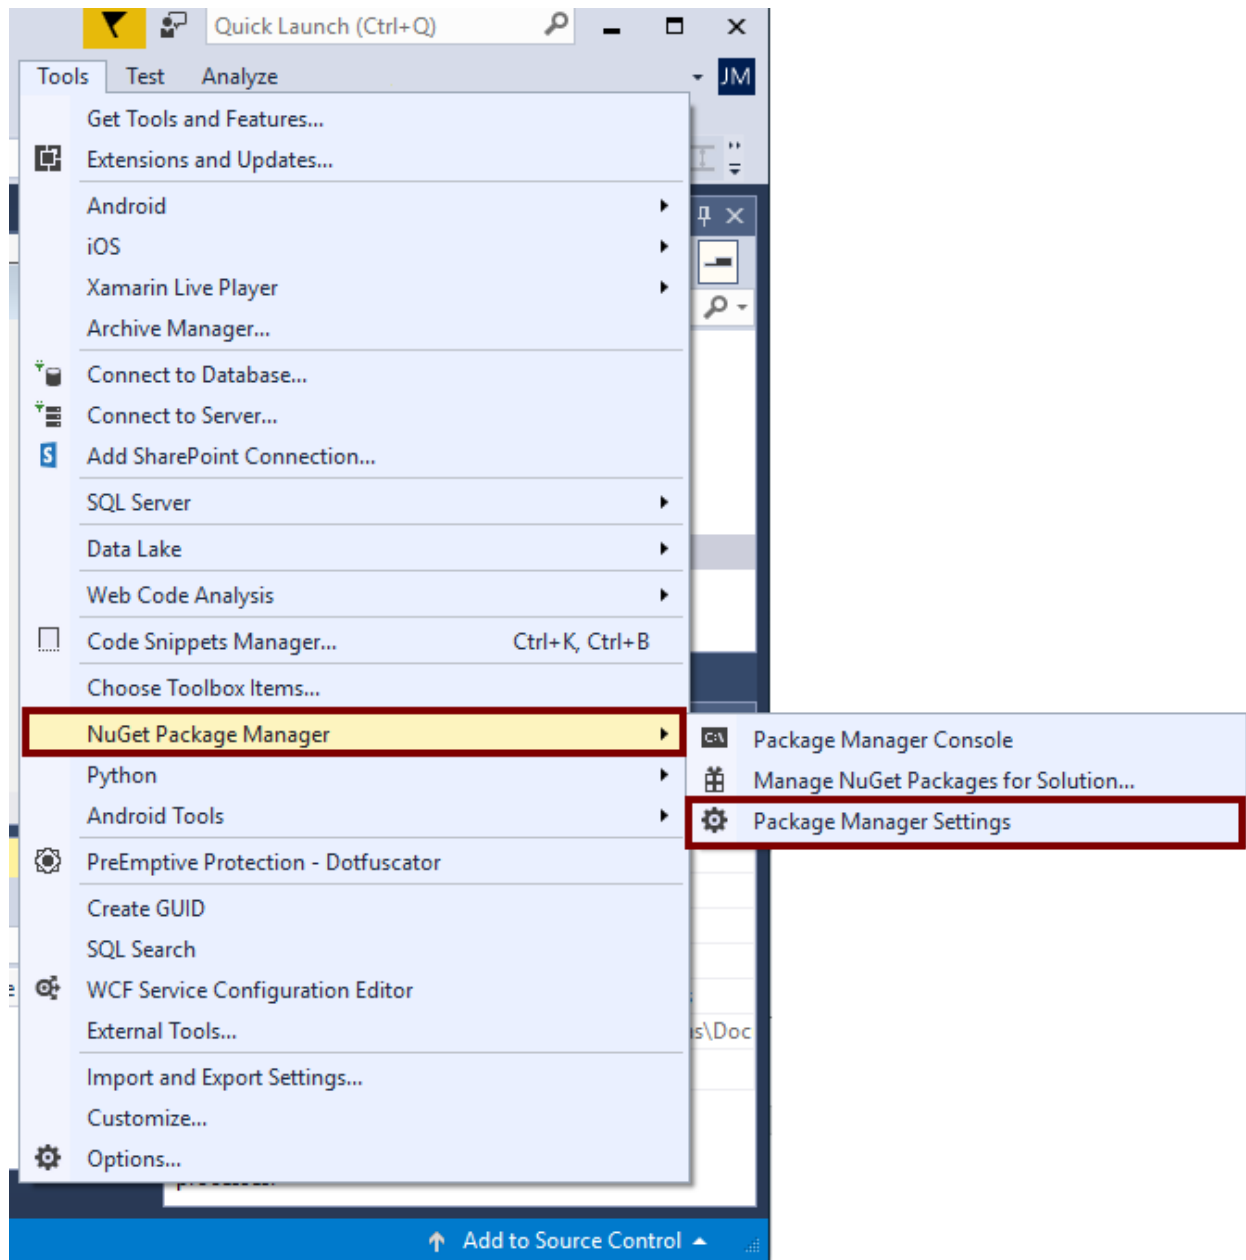 Quick Launch (Ctrl+Q)
Tools Test Analyze JM
Get Tools and Features...
Extensions and Updates...
Android
iOS
Xamarin Live Player
Archive Manager...
Connect to Database...
Connect to Server...
Add SharePoint Connection...
SQL Server
Data Lake
Web Code Analysis
Code Snippets Manager... Ctrl+K, Ctrl+B
Choose Toolbox Items...
NuGet Package Manager
Package Manager Console
Manage NuGet Packages for Solution...
Package Manager Settings
Python
Android Tools
PreEmptive Protection - Dotfuscator
Create GUID
SQL Search
WCF Service Configuration Editor
External Tools...
s\Doc
Import and Export Settings...
Customize...
Options...
Add to Source Control